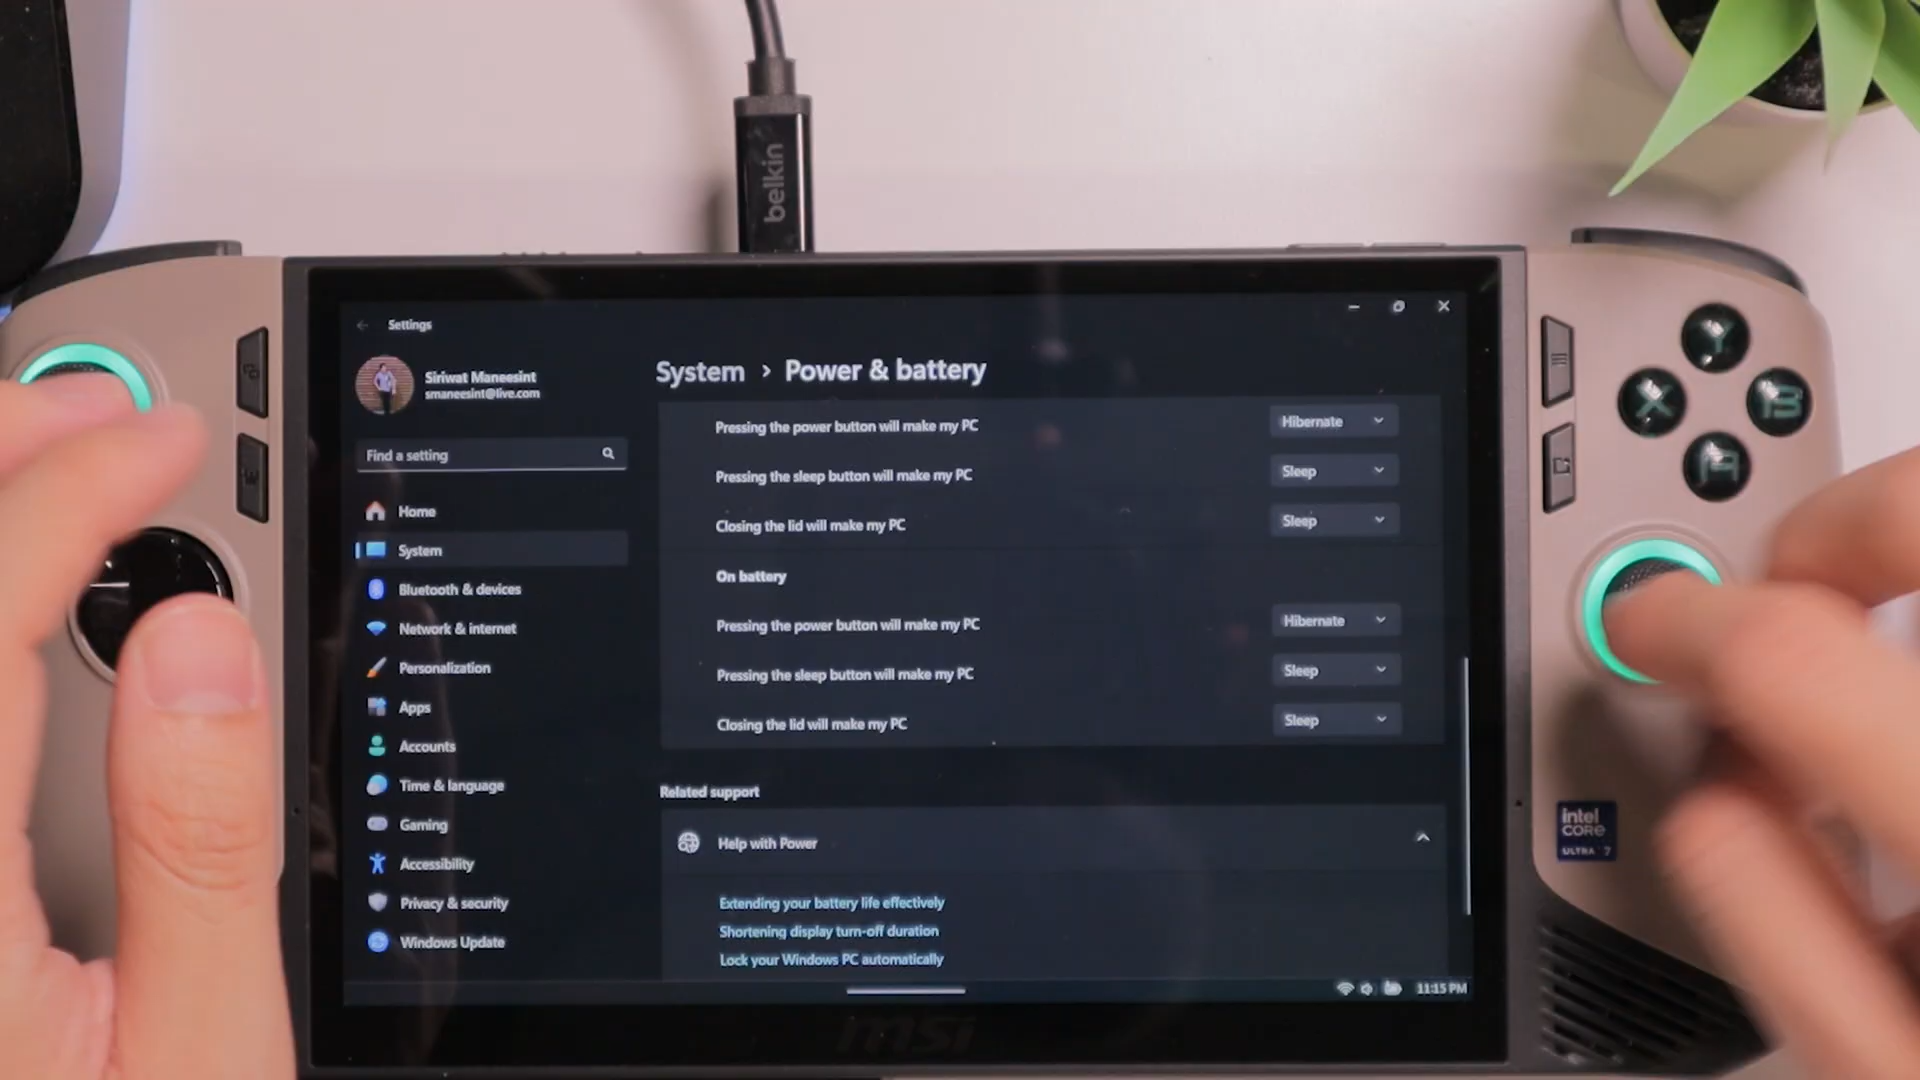 belkin
Settings
Siriwat Maneesint
smaneesint@live.com
Find a setting
Home
System
Bluetooth & devices
Network & internet
Personalization
Apps
Accounts
Time & language
Gaming
Accessibility
Privacy & security
Windows Update
System > Power & battery
Pressing the power button will make my PC
Hibernate
Pressing the sleep button will make my PC
Sleep
Closing the lid will make my PC
Sleep
On battery
Pressing the power button will make my PC
Hibernate
Pressing the sleep button will make my PC
Sleep
Closing the lid will make my PC
Sleep
Related support
Help with Power
Extending your battery life effectively
Shortening display turn-off duration
Lock your Windows PC automatically
11:15 PM
msi
Y
X
B
A
intel
CORE
ULTRA 7